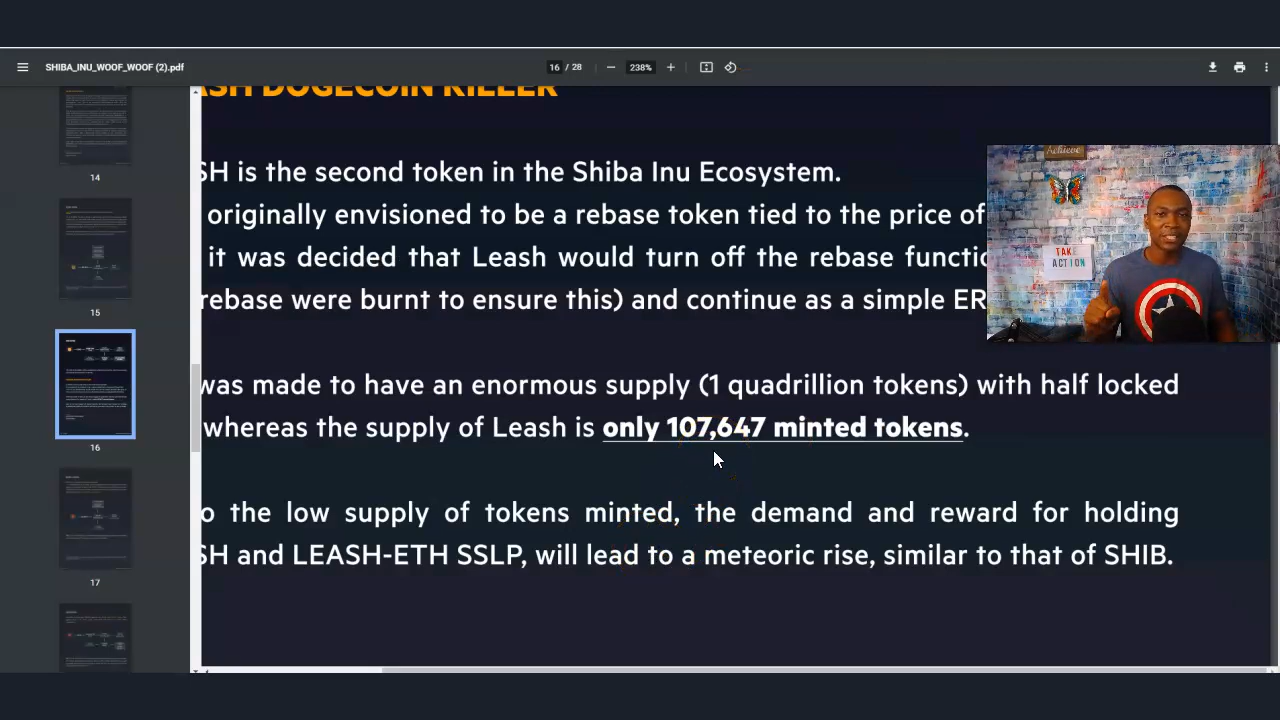 SHIBA_INU_WOOF_WOOF (2).pdf
16 / 28
238%
DOGECOIN KILLER
SH is the second token in the Shiba Inu Ecosystem.
originally envisioned to be a rebase token tied to the price of
it was decided that Leash would turn off the rebase functio
rebase were burnt to ensure this) and continue as a simple ER
was made to have an enormous supply (1 quadrillion tokens) with half locked
whereas the supply of Leash is only 107,647 minted tokens.
o the low supply of tokens minted, the demand and reward for holding
SH and LEASH-ETH SSLP, will lead to a meteoric rise, similar to that of SHIB.
14
15
16
17
Achieve
TAKE
ACTION